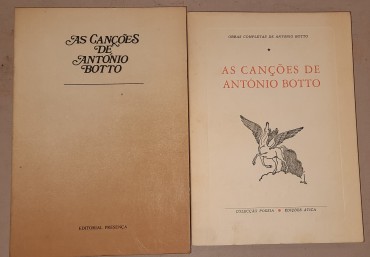 AS CANÇÕES
DE
ANTÓNIO
BOTTO
EDITORIAL PRESENÇA
OBRAS COMPLETAS DE ANTÓNIO BOTTO
AS CANÇÕES DE
ANTÓNIO BOTTO
COLECÇÃO POESIA * EDIÇÕES ÁTICA